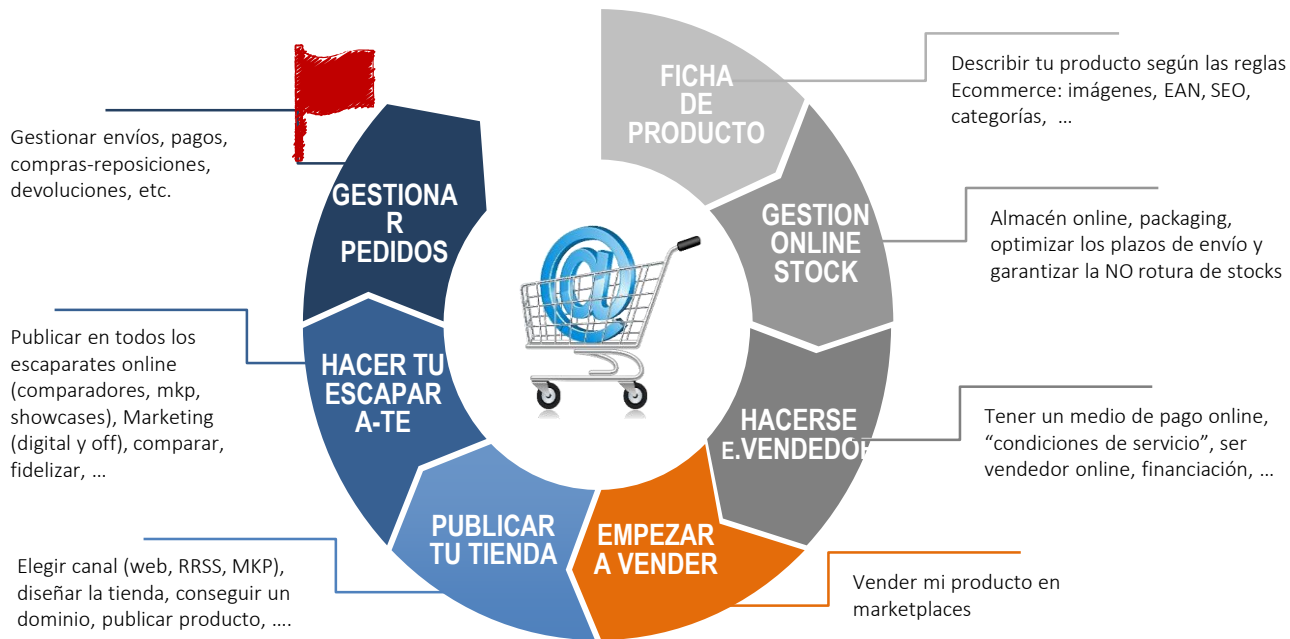 FICHA
DE
PRODUCTO
Describir tu producto según las reglas
Ecommerce: imágenes, EAN, SEO,
categorías, ...
GESTION
ONLINE
STOCK
Almacén online, packaging,
optimizar los plazos de envío y
garantizar la NO rotura de stocks
HACERSE
E.VENDEDOR
Tener un medio de pago online,
“condiciones de servicio”, ser
vendedor online, financiación, ...
EMPEZAR
A VENDER
Vender mi producto en
marketplaces
PUBLICAR
TU TIENDA
Elegir canal (web, RRSS, MKP),
diseñar la tienda, conseguir un
dominio, publicar producto, ....
HACER TU
ESCAPAR
A-TE
Publicar en todos los
escaparates online
(comparadores, mkp,
showcases), Marketing
(digital y off), comparar,
fidelizar, ...
GESTIONA
R
PEDIDOS
Gestionar envíos, pagos,
compras-reposiciones,
devoluciones, etc.
@